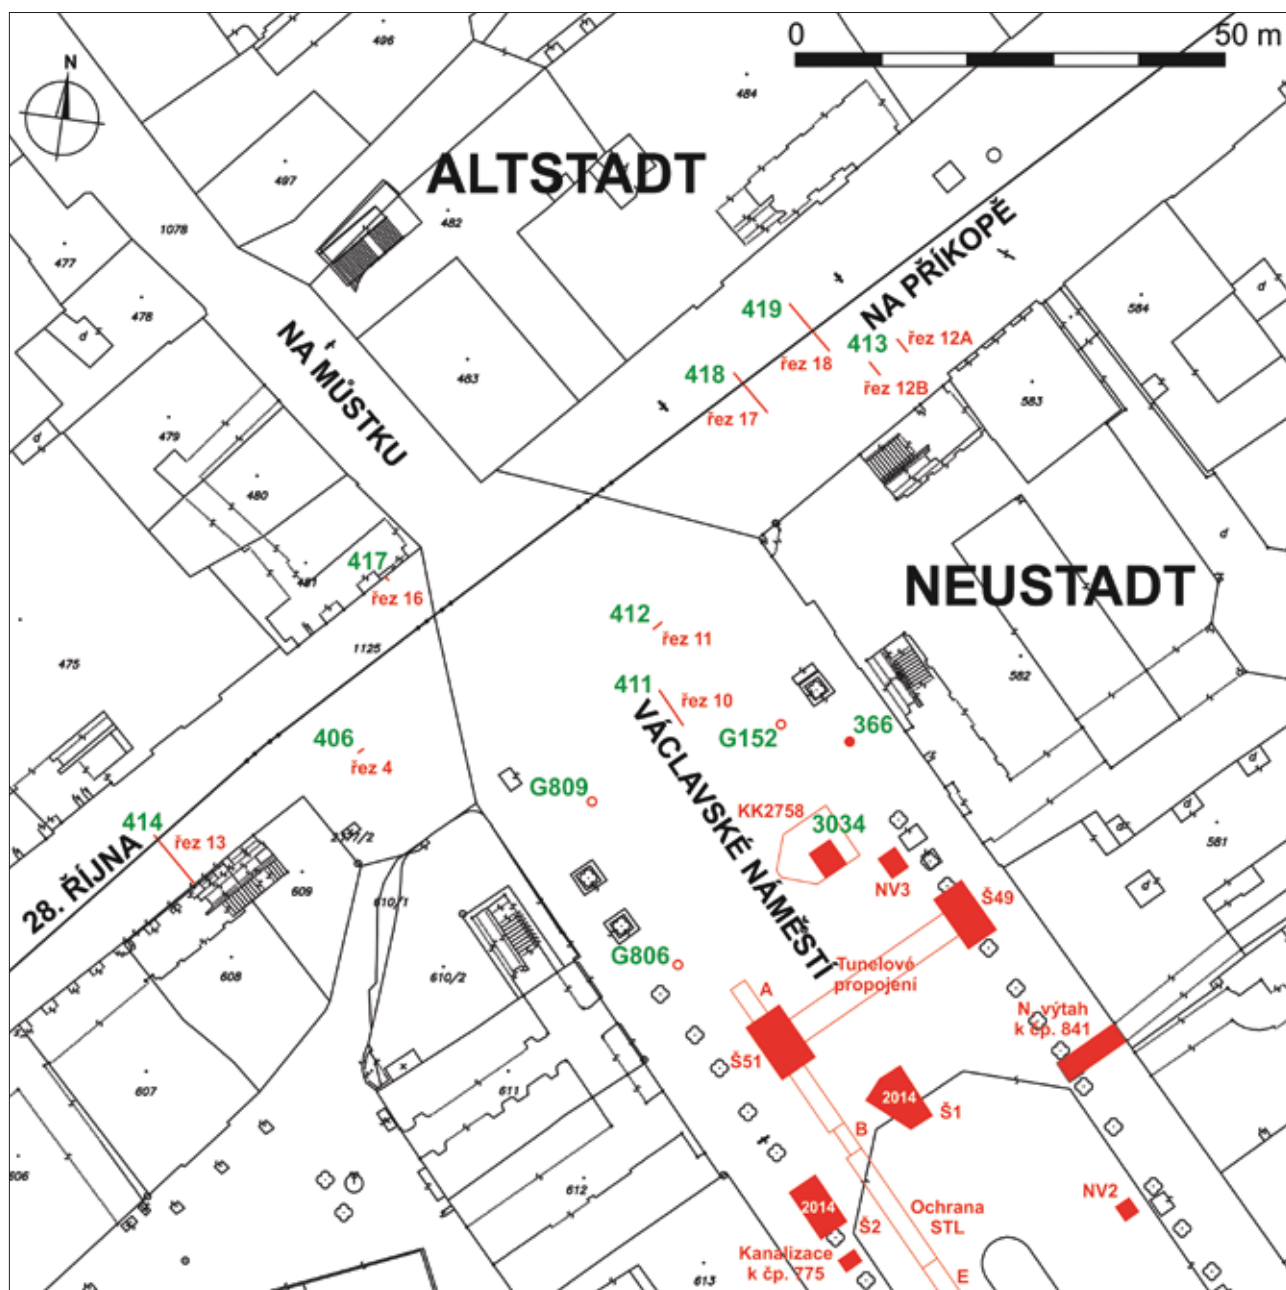 0
50 m
N
496
484
ALTSTADT
497
482
1078
477
NA PŘÍKOPĚ
478
d
584
d
419
413
řez 12A
řez 18
NA MŮSTKU
483
418
řez 12B
583
d
řez 17
479
480
d
417
481
řez 16
NEUSTADT
412
řez 11
1125
475
582
411
řez 10
406
řez 4
G152
366
VÁCLAVSKÉ NÁMĚSTÍ
d
G809
d
KK2758
d
414
řez 13
3034
581
28. ŘÍJNA
609
NV3
d
610/1
Š49
608
610/2
G806
Tunelové
propojení
A
N. výtah
k čp. 841
Š51
607
611
2014
Š1
B
606
612
NV2
2014
Š2
Ochrana
STL
Kanalizace
k čp. 775
613
E